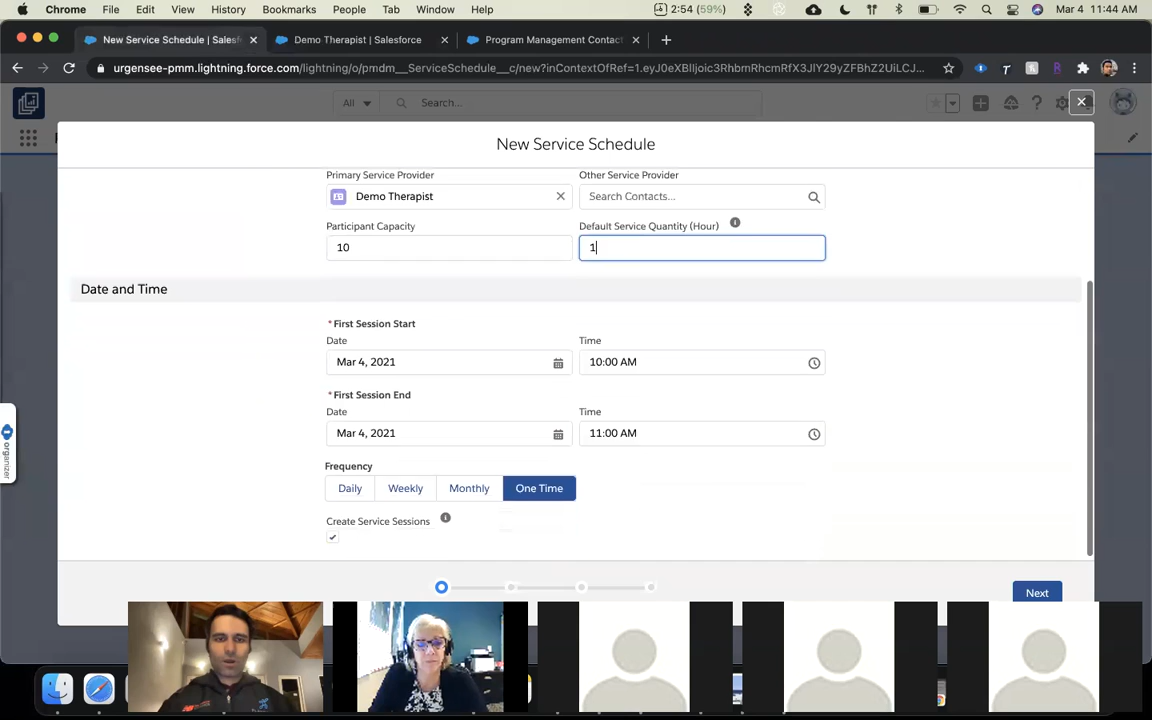 Chrome File Edit View History Bookmarks People Tab Window Help 2:54 (59%) Mar 4 11:44 AM
New Service Schedule | Salesf Demo Therapist | Salesforce Program Management Contac
urgensee-pmm.lightning.force.com/lightning/o/pmdm__ServiceSchedule__c/new?inContextOfRef=1.
All Search...
New Service Schedule
Primary Service Provider Other Service Provider
Demo Therapist Search Contacts...
Participant Capacity Default Service Quantity (Hour)
10 1
Date and Time
*First Session Start
Date Time
Mar 4, 2021 10:00 AM
*First Session End
Date Time
Mar 4, 2021 11:00 AM
Frequency
Daily Weekly Monthly One Time
Create Service Sessions
organizer
Next